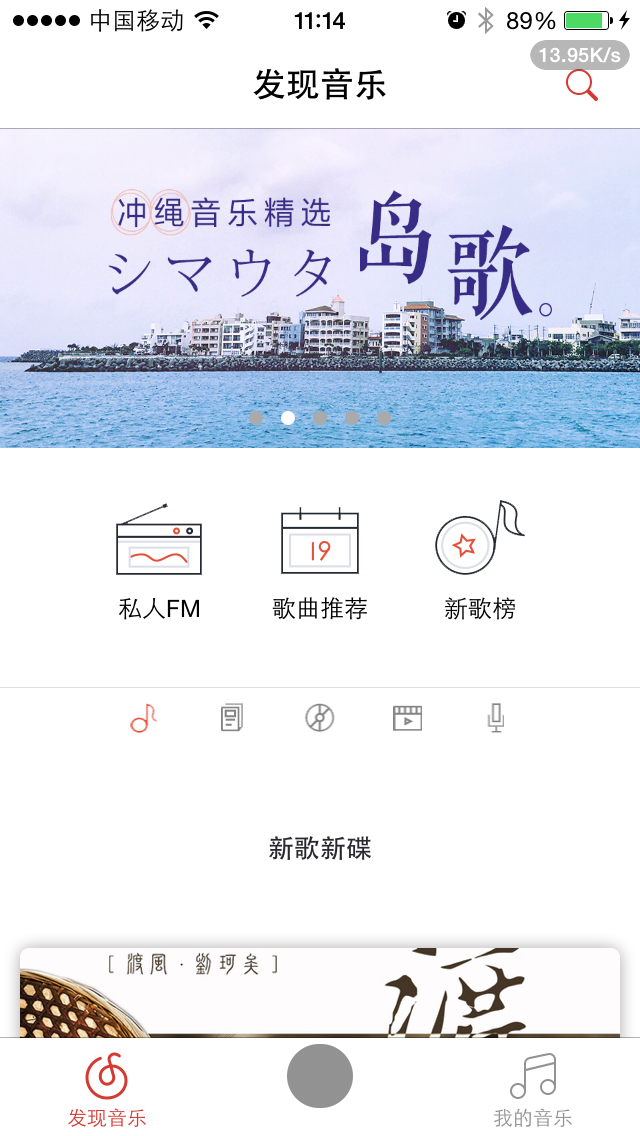 中国移动 11:14 89%
13.95K/s
发现音乐
冲绳音乐精选
シマウタ
岛歌。
19
私人FM 歌曲推荐 新歌榜
新歌新碟
[ 渡風 · 劉珂矣 ]
发现音乐 我的音乐